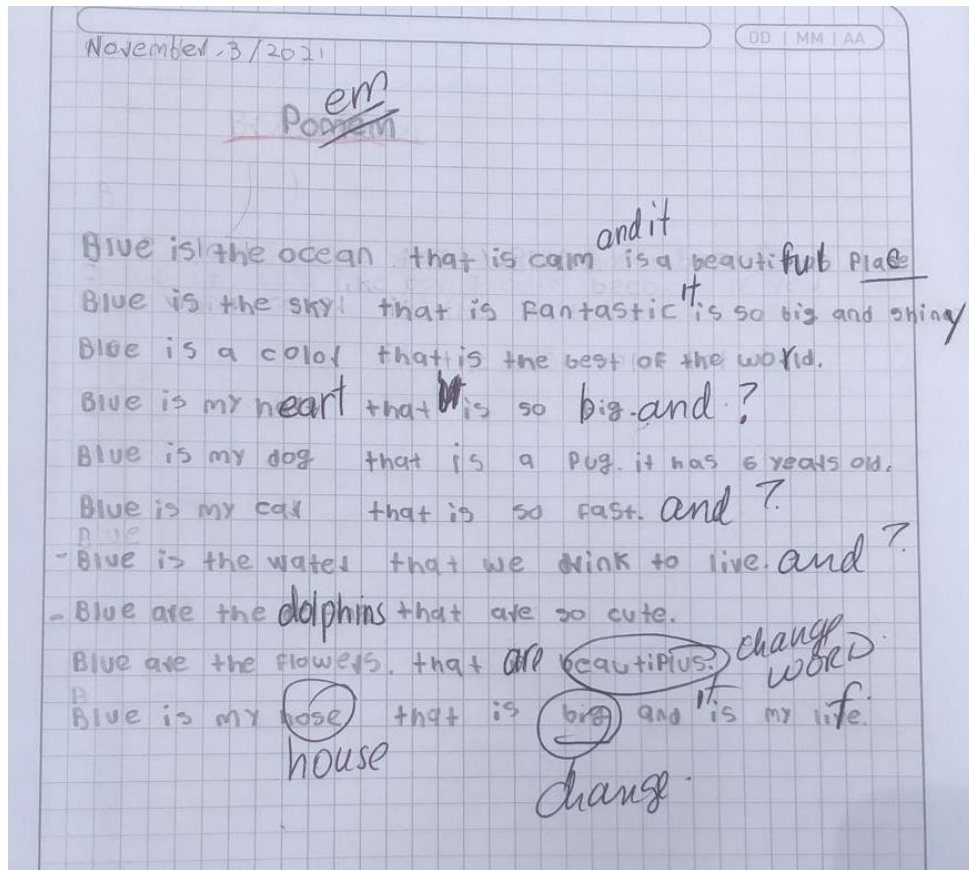 DD | MM | AA
November. 3/2021
em
Pomem
and it
Blue is the ocean that is calm is a beautiful Place
Blue is the sky! that is Fantastic it is so big and shiny
Bloe is a color that is the best of the world.
Blue is my heart that is so big. and ?
Blue is my dog that is a Pug. it has 6 years old.
Blue is my car that is so Fast. and ?
- Blue is the water that we drink to live. and ?
- Blue are the dolphins that are so cute.
Blue are the Flowers. that are beautiPlus. change WORD.
Blue is my hose that is big and it is my life.
house
change.